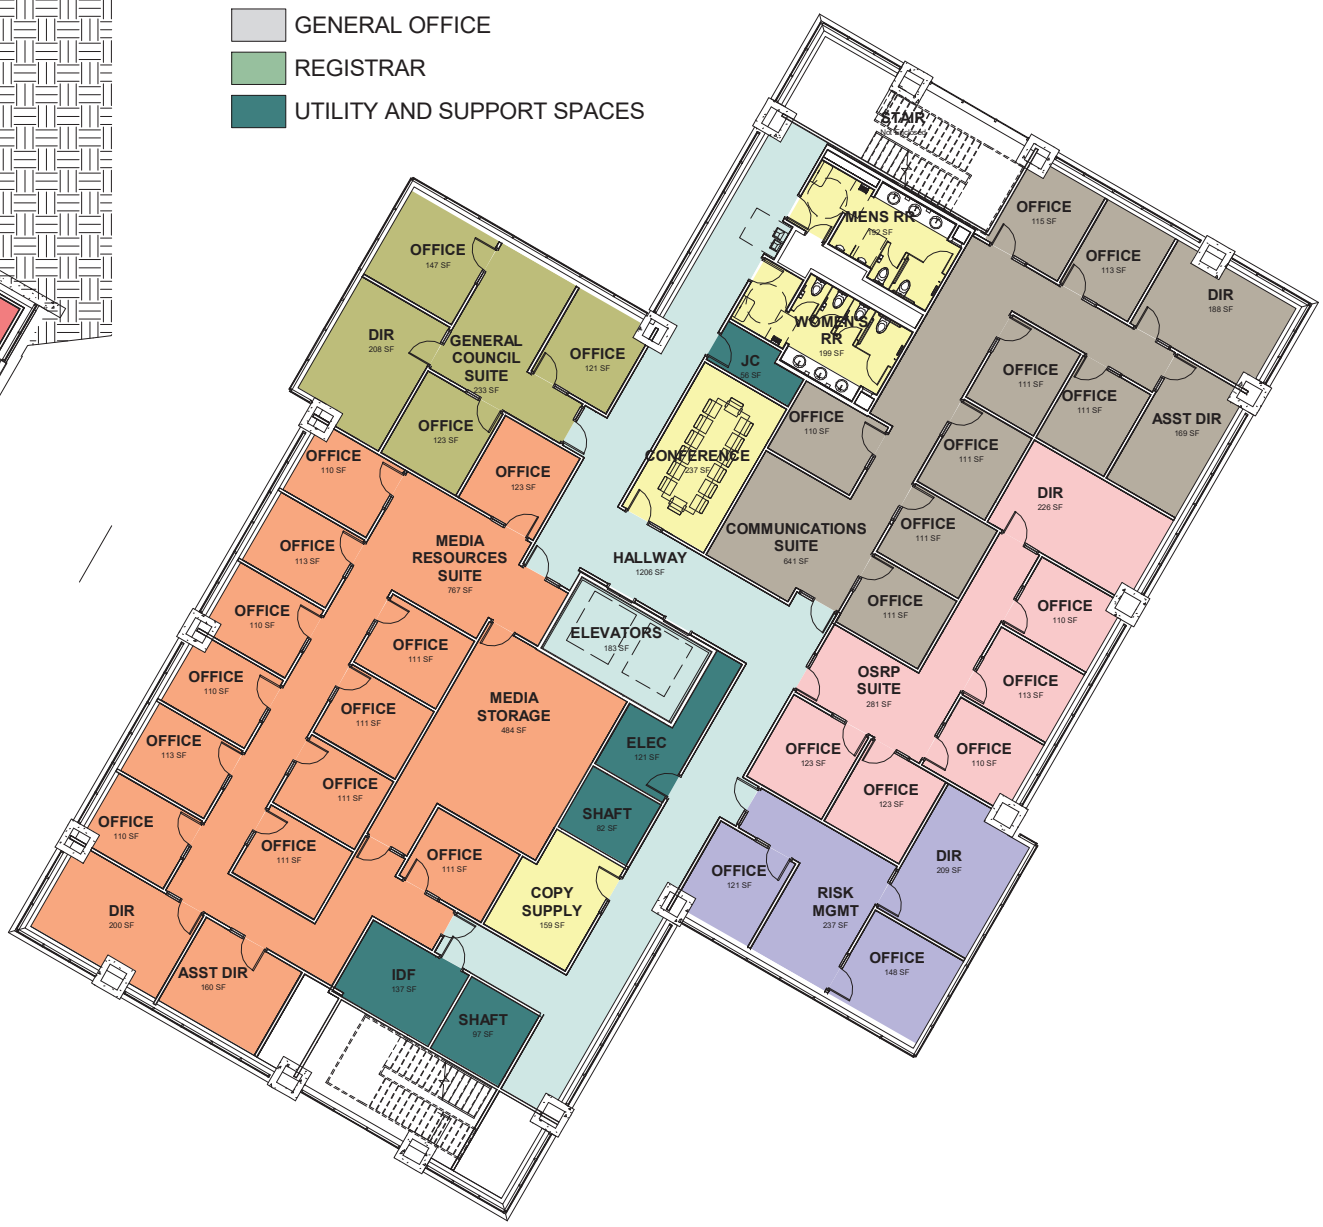 GENERAL OFFICE
REGISTRAR
UTILITY AND SUPPORT SPACES
STAIR
Not Enclosed
MENS RR
192 SF
WOMEN'S
RR
199 SF
JC
56 SF
OFFICE
115 SF
OFFICE
113 SF
DIR
188 SF
OFFICE
147 SF
DIR
208 SF
GENERAL
COUNCIL
SUITE
233 SF
OFFICE
121 SF
OFFICE
123 SF
OFFICE
110 SF
OFFICE
111 SF
OFFICE
111 SF
ASST DIR
169 SF
OFFICE
111 SF
CONFERENCE
237 SF
OFFICE
110 SF
OFFICE
123 SF
DIR
226 SF
COMMUNICATIONS
SUITE
641 SF
OFFICE
111 SF
OFFICE
113 SF
MEDIA
RESOURCES
SUITE
767 SF
HALLWAY
1206 SF
OFFICE
111 SF
OFFICE
110 SF
OFFICE
110 SF
ELEVATORS
183 SF
OFFICE
111 SF
OSRP
SUITE
281 SF
OFFICE
113 SF
OFFICE
110 SF
MEDIA
STORAGE
484 SF
OFFICE
111 SF
OFFICE
113 SF
ELEC
121 SF
OFFICE
123 SF
OFFICE
110 SF
OFFICE
111 SF
OFFICE
123 SF
SHAFT
82 SF
OFFICE
110 SF
OFFICE
111 SF
OFFICE
111 SF
DIR
209 SF
OFFICE
121 SF
RISK
MGMT
237 SF
COPY
SUPPLY
159 SF
DIR
200 SF
OFFICE
148 SF
ASST DIR
160 SF
IDF
137 SF
SHAFT
97 SF